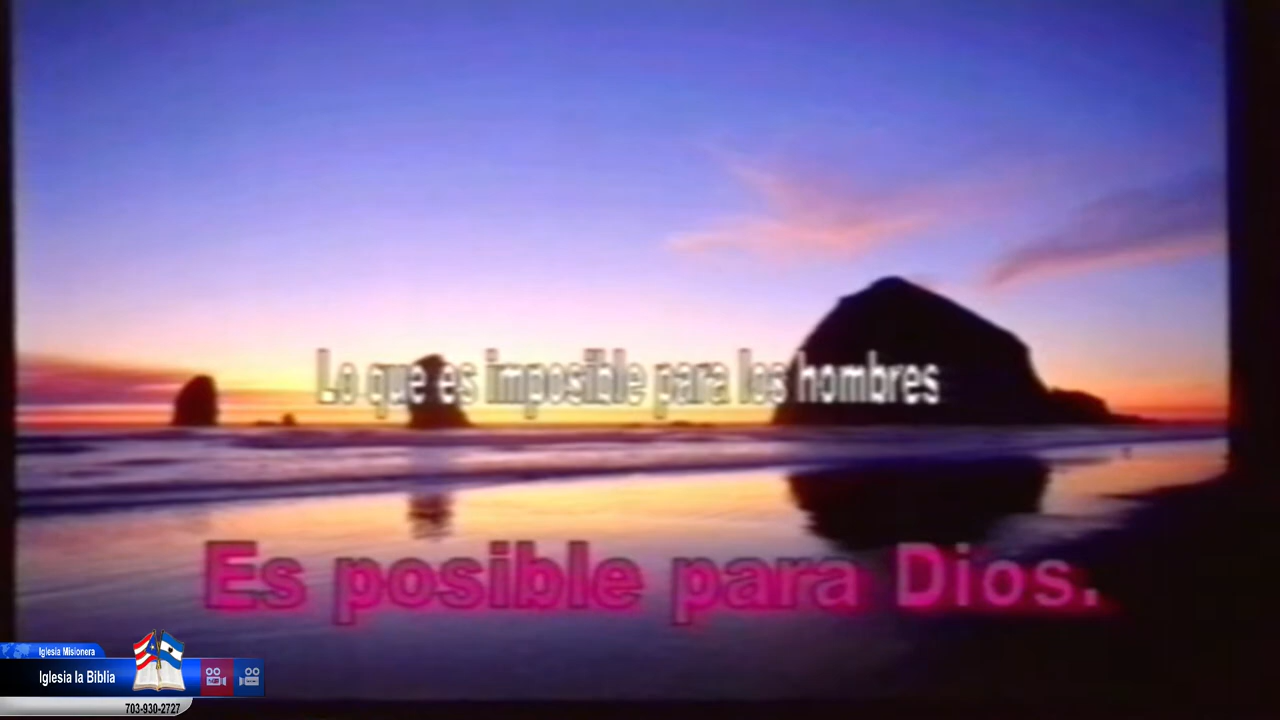 Lo que es imposible para los hombres
Es posible para Dios.
Iglesia Misionera
Iglesia la Biblia
703-930-2727